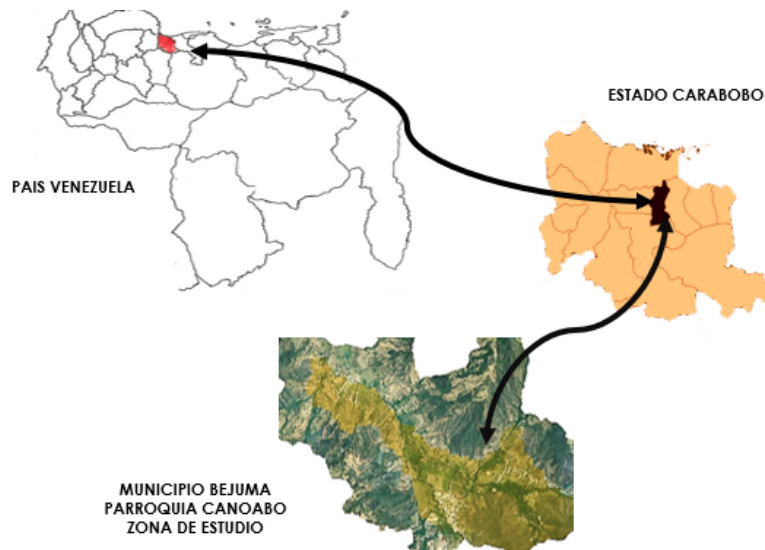 ESTADO CARABOBO
PAIS VENEZUELA
MUNICIPIO BEJUMA
PARROQUIA CANOABO
ZONA DE ESTUDIO